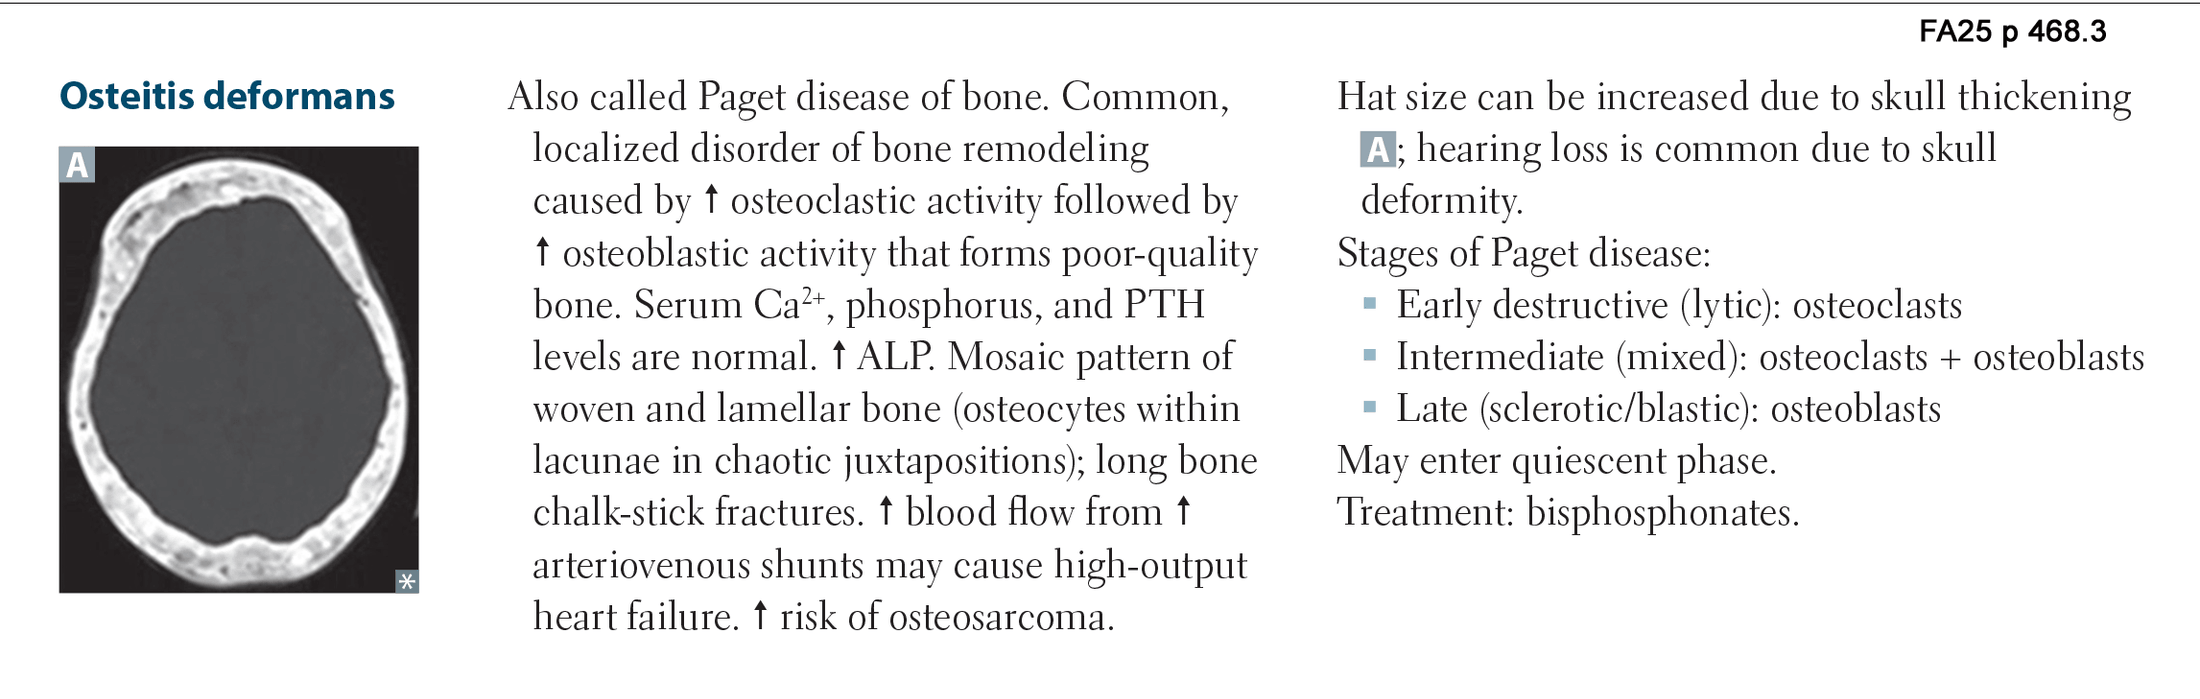 FA25 p 468.3
Osteitis deformans
A
*
Also called Paget disease of bone. Common,
localized disorder of bone remodeling
caused by ↑ osteoclastic activity followed by
↑ osteoblastic activity that forms poor-quality
bone. Serum Ca²⁺, phosphorus, and PTH
levels are normal. ↑ ALP. Mosaic pattern of
woven and lamellar bone (osteocytes within
lacunae in chaotic juxtapositions); long bone
chalk-stick fractures. ↑ blood flow from ↑
arteriovenous shunts may cause high-output
heart failure. ↑ risk of osteosarcoma.
Hat size can be increased due to skull thickening
A; hearing loss is common due to skull
deformity.
Stages of Paget disease:
▪ Early destructive (lytic): osteoclasts
▪ Intermediate (mixed): osteoclasts + osteoblasts
▪ Late (sclerotic/blastic): osteoblasts
May enter quiescent phase.
Treatment: bisphosphonates.